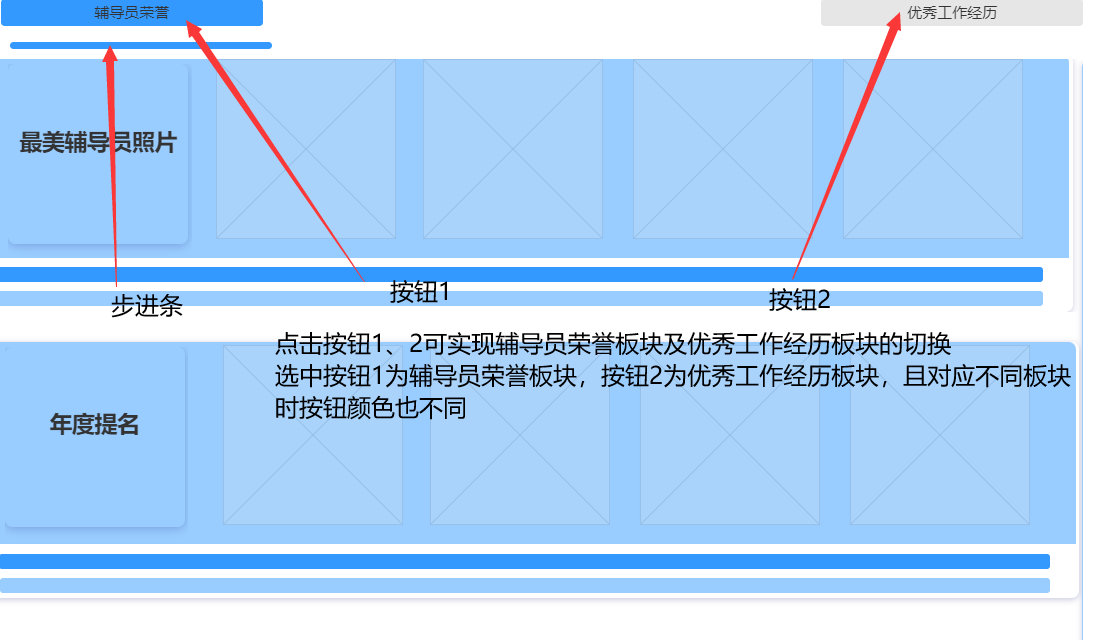 辅导员荣誉
优秀工作经历
最美辅导员照片
步进条
按钮1
按钮2
点击按钮1、2可实现辅导员荣誉板块及优秀工作经历板块的切换
选中按钮1为辅导员荣誉板块，按钮2为优秀工作经历板块，且对应不同板块
时按钮颜色也不同
年度提名